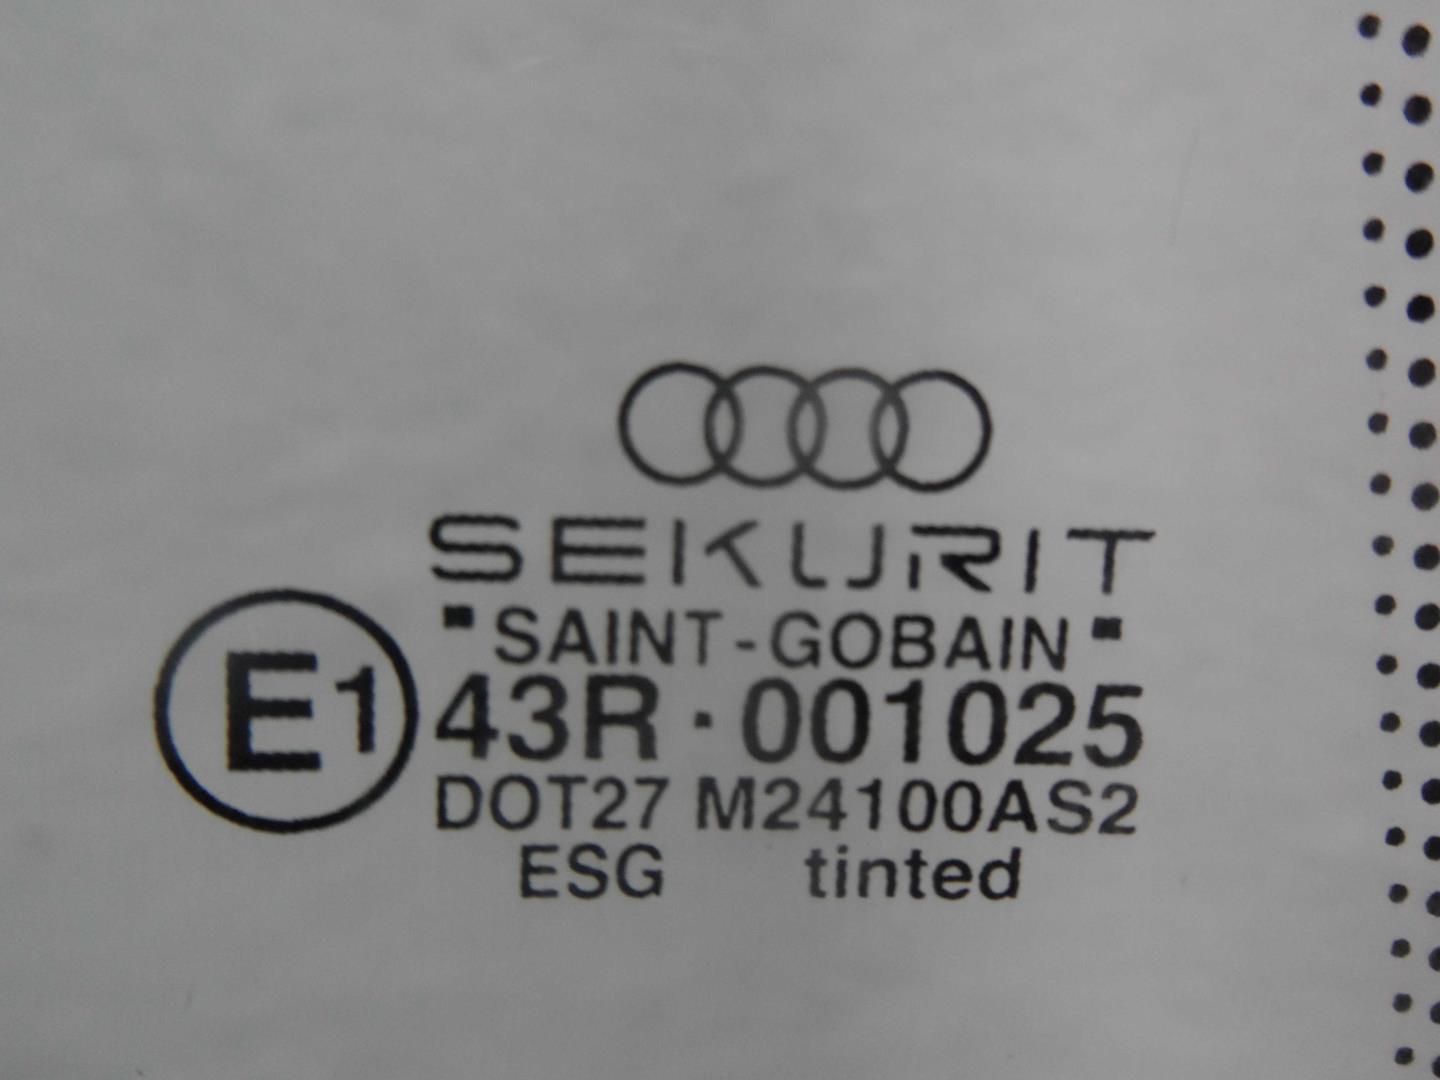 SEKURIT
"SAINT-GOBAIN"
E1 43R·001025
DOT27 M24100AS2
ESG tinted